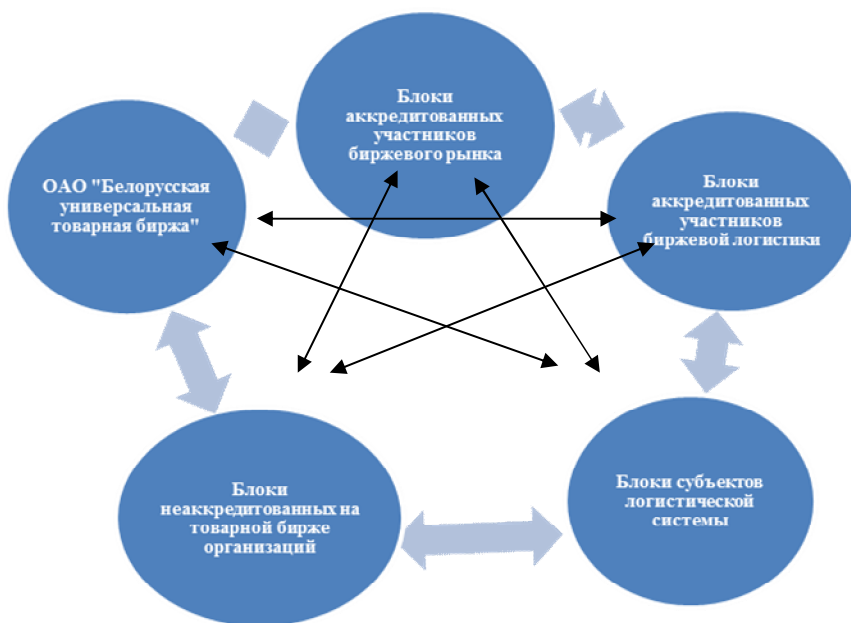 Блоки
аккредитованных
участников
биржевого рынка
ОАО "Белорусская
универсальная
товарная биржа"
Блоки
аккредитованных
участников
биржевой логистики
Блоки
неаккредитованных на
товарной бирже
организаций
Блоки субъектов
логистической
системы